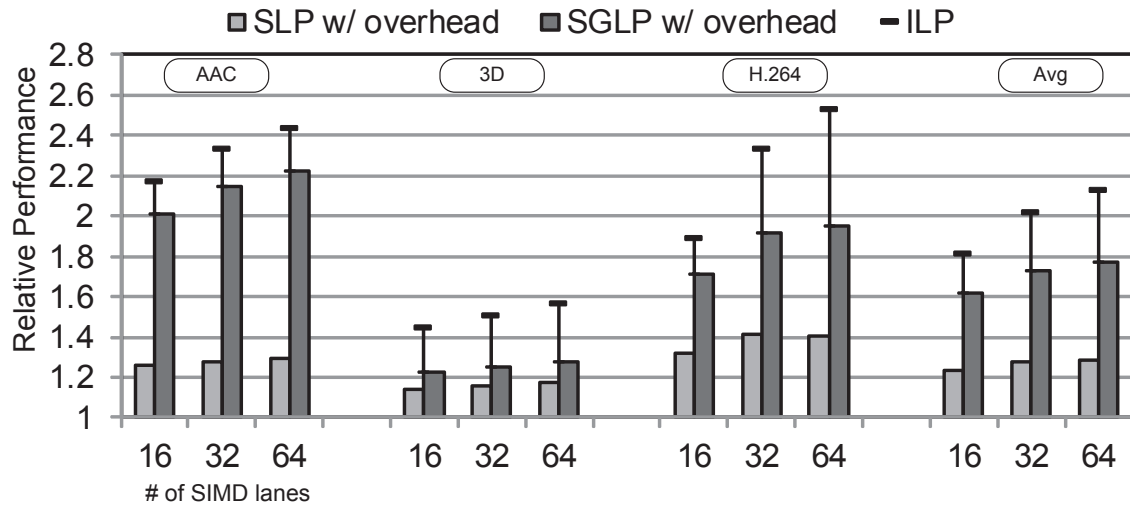 SLP w/ overhead SGLP w/ overhead ILP
Relative Performance
2.8
2.6
2.4
2.2
2
1.8
1.6
1.4
1.2
1
AAC 3D H.264 Avg
16 32 64 16 32 64 16 32 64 16 32 64
# of SIMD lanes